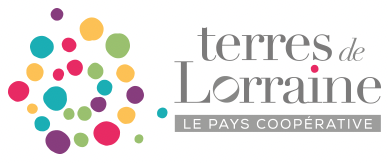 terres de
Lorraine
LE PAYS COOPÉRATIVE